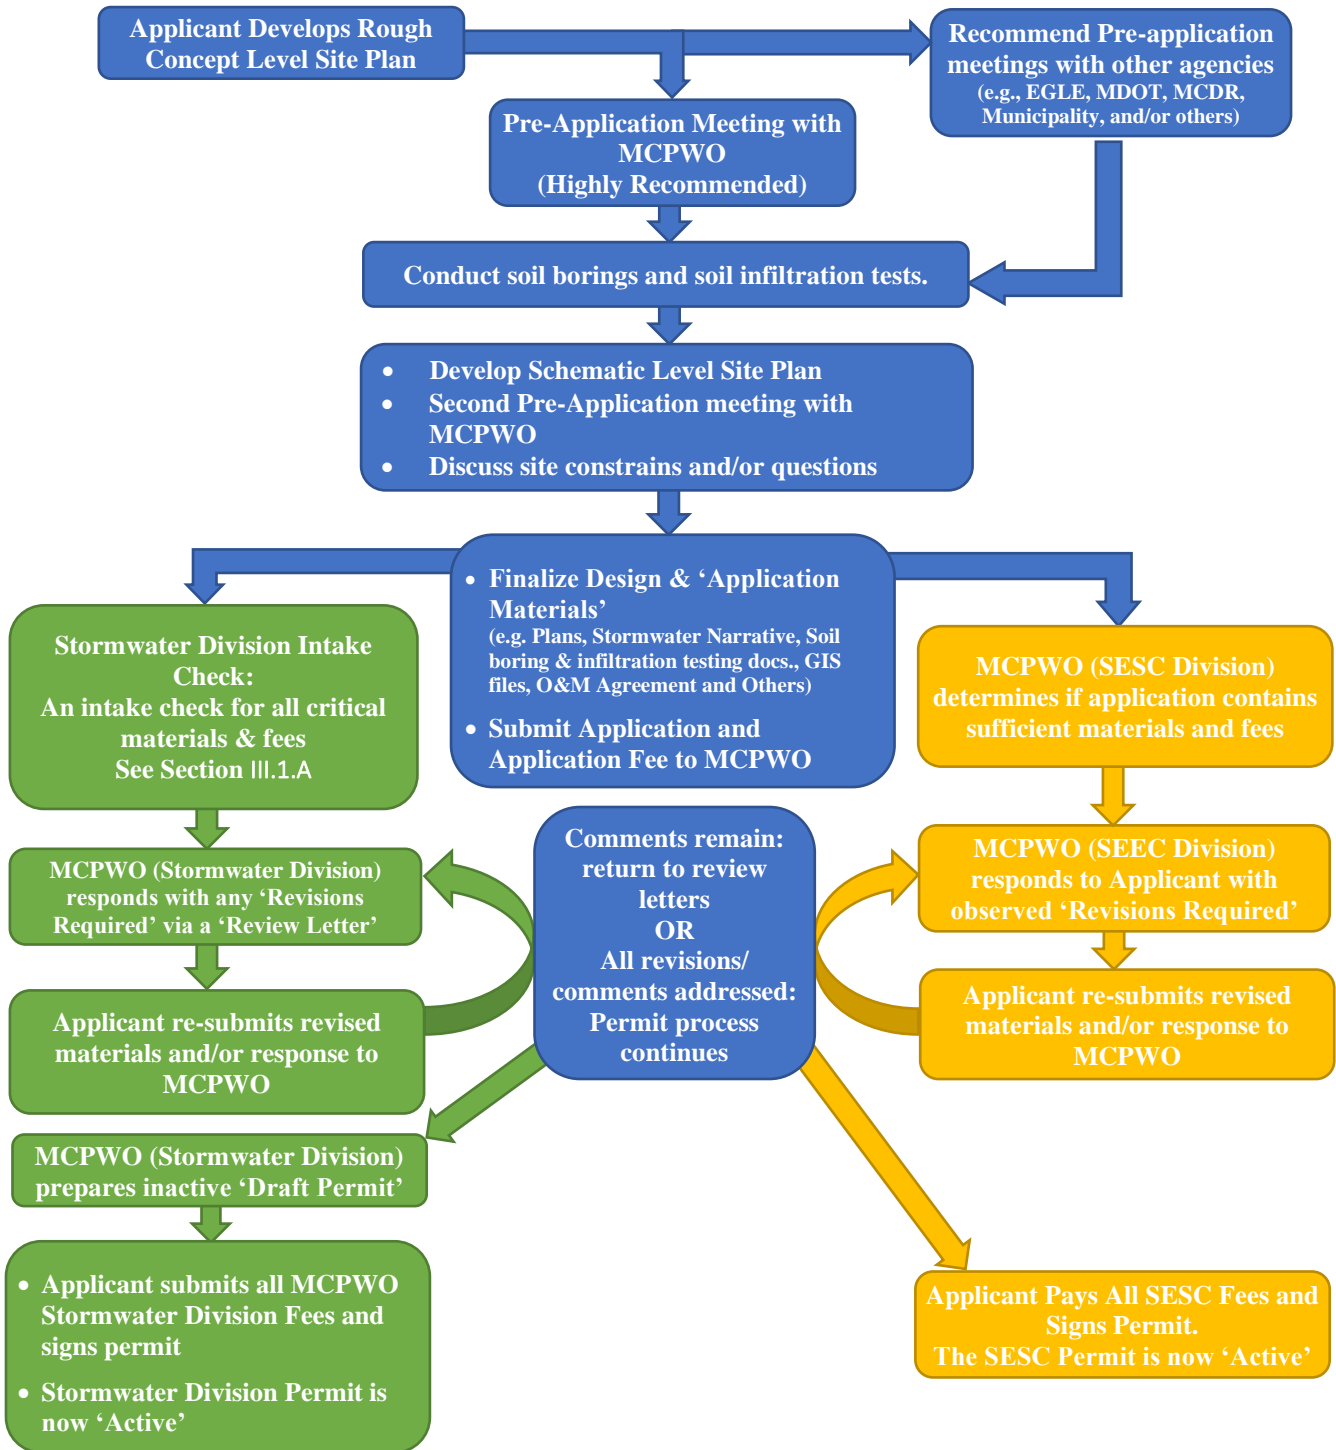 Applicant Develops Rough
Concept Level Site Plan
Recommend Pre-application
meetings with other agencies
(e.g., EGLE, MDOT, MCDR,
Municipality, and/or others)
Pre-Application Meeting with
MCPWO
(Highly Recommended)
Conduct soil borings and soil infiltration tests.
• Develop Schematic Level Site Plan
• Second Pre-Application meeting with
MCPWO
• Discuss site constrains and/or questions
• Finalize Design & ‘Application
Materials’
(e.g. Plans, Stormwater Narrative, Soil
boring & infiltration testing docs., GIS
files, O&M Agreement and Others)
• Submit Application and
Application Fee to MCPWO
Stormwater Division Intake
Check:
An intake check for all critical
materials & fees
See Section III.1.A
MCPWO (SESC Division)
determines if application contains
sufficient materials and fees
MCPWO (Stormwater Division)
responds with any ‘Revisions
Required’ via a ‘Review Letter’
Comments remain:
return to review
letters
OR
All revisions/
comments addressed:
Permit process
continues
MCPWO (SEEC Division)
responds to Applicant with
observed ‘Revisions Required’
Applicant re-submits revised
materials and/or response to
MCPWO
Applicant re-submits revised
materials and/or response to
MCPWO
MCPWO (Stormwater Division)
prepares inactive ‘Draft Permit’
• Applicant submits all MCPWO
Stormwater Division Fees and
signs permit
• Stormwater Division Permit is
now ‘Active’
Applicant Pays All SESC Fees and
Signs Permit.
The SESC Permit is now ‘Active’